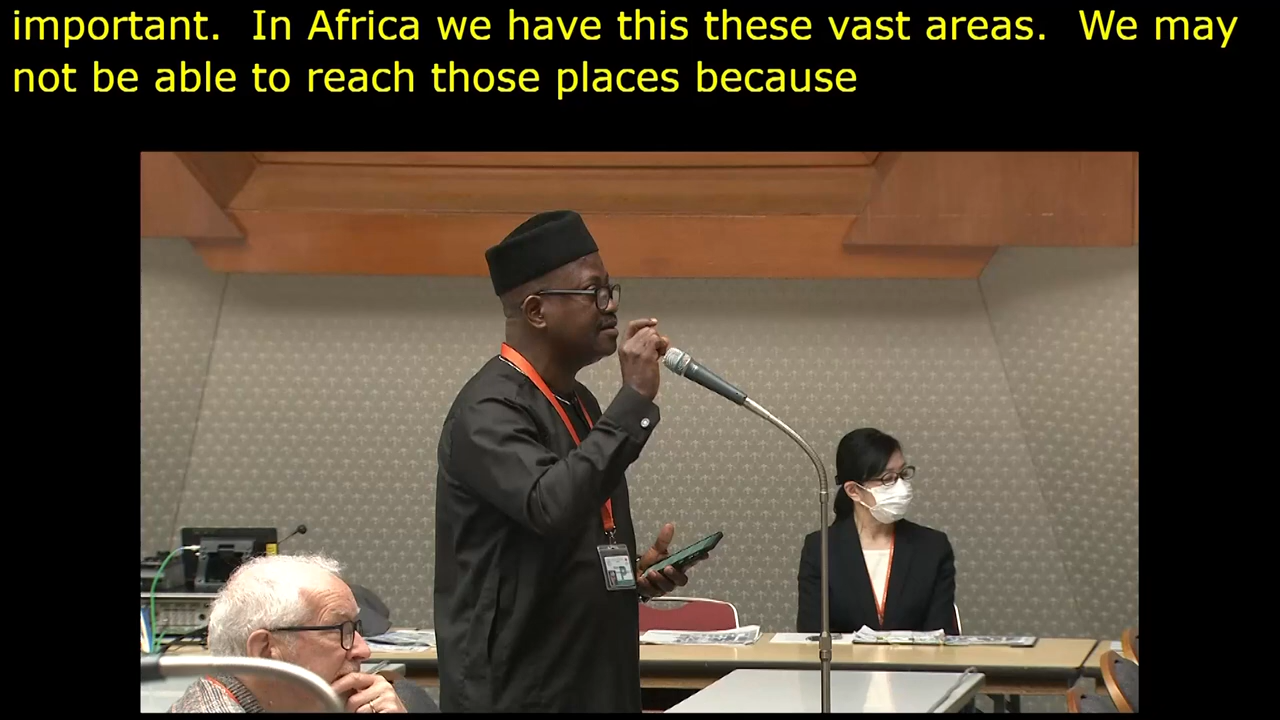 important.  In Africa we have this these vast areas.  We may
not be able to reach those places because